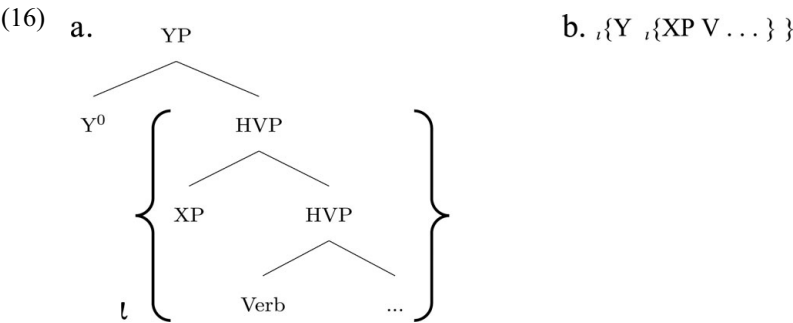 (16) a. YP b. ι{Y ι{XP V . . . } }
Y⁰ { HVP }
XP HVP
ι Verb ...